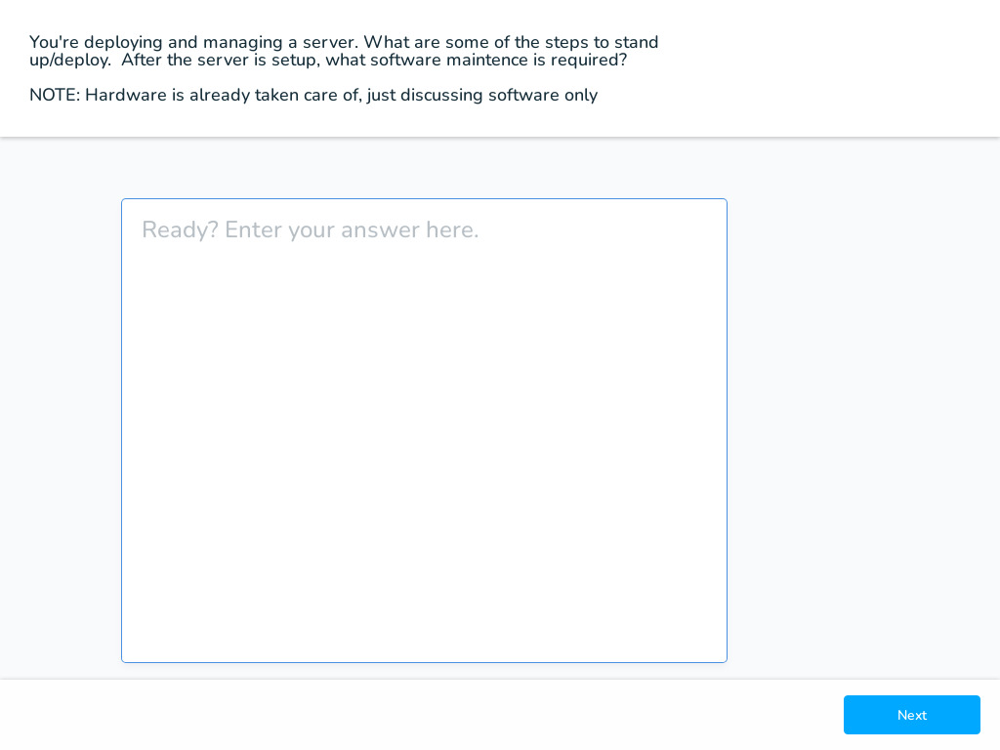 You're deploying and managing a server. What are some of the steps to stand
up/deploy.  After the server is setup, what software maintence is required?
NOTE: Hardware is already taken care of, just discussing software only
Ready? Enter your answer here.
Next